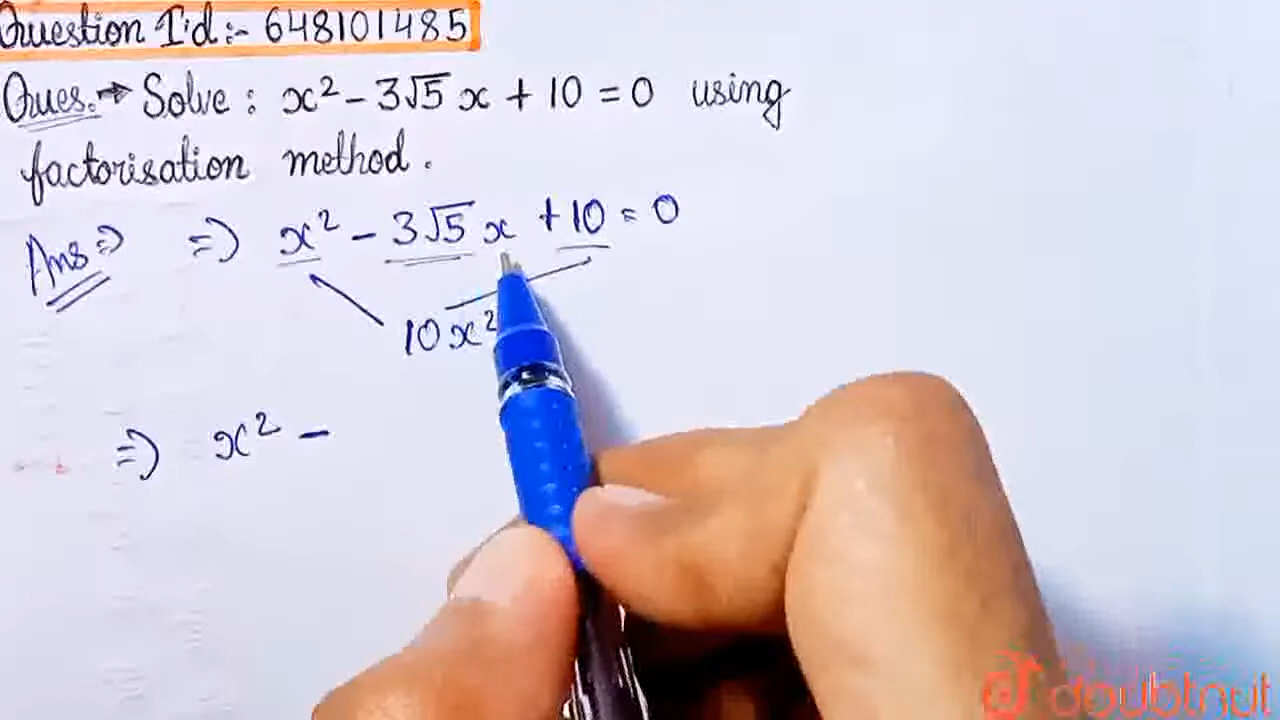 Question I'd:- 648101485
Ques.→ Solve : x² - 3√5 x + 10 = 0 using
factorisation method.
Ans⇒ ⇒) x² - 3√5 x + 10 = 0
10x²
⇒) x² -
doubtnut